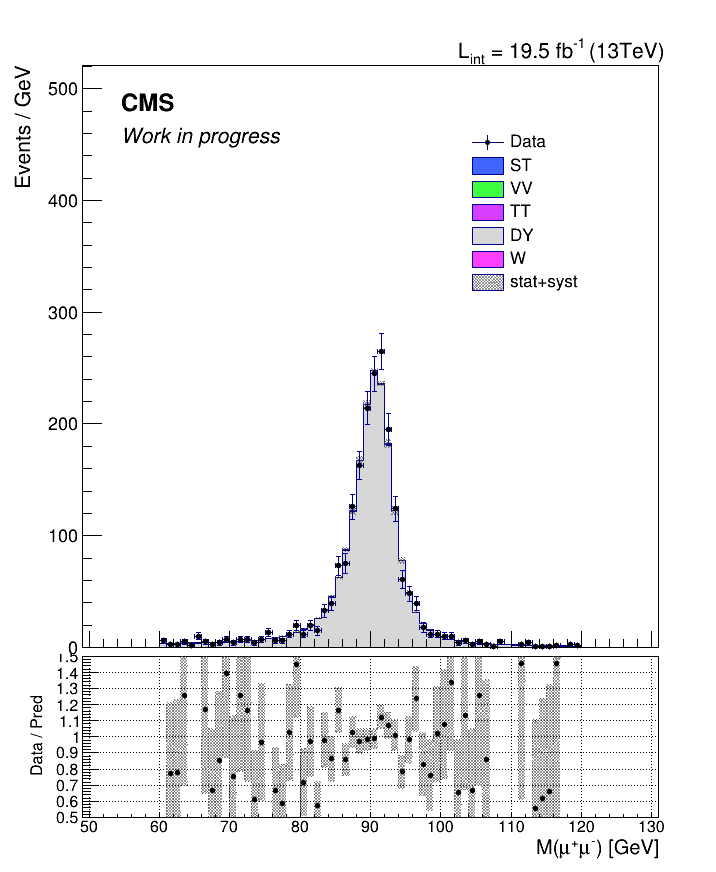 L_int = 19.5 fb⁻¹ (13TeV)
Events / GeV
500
400
300
200
100
0
CMS
Work in progress
Data
ST
VV
TT
DY
W
stat+syst
Data / Pred
1.5
1.4
1.3
1.2
1.1
1
0.9
0.8
0.7
0.6
0.5
50 60 70 80 90 100 110 120 130
M(μ⁺μ⁻) [GeV]